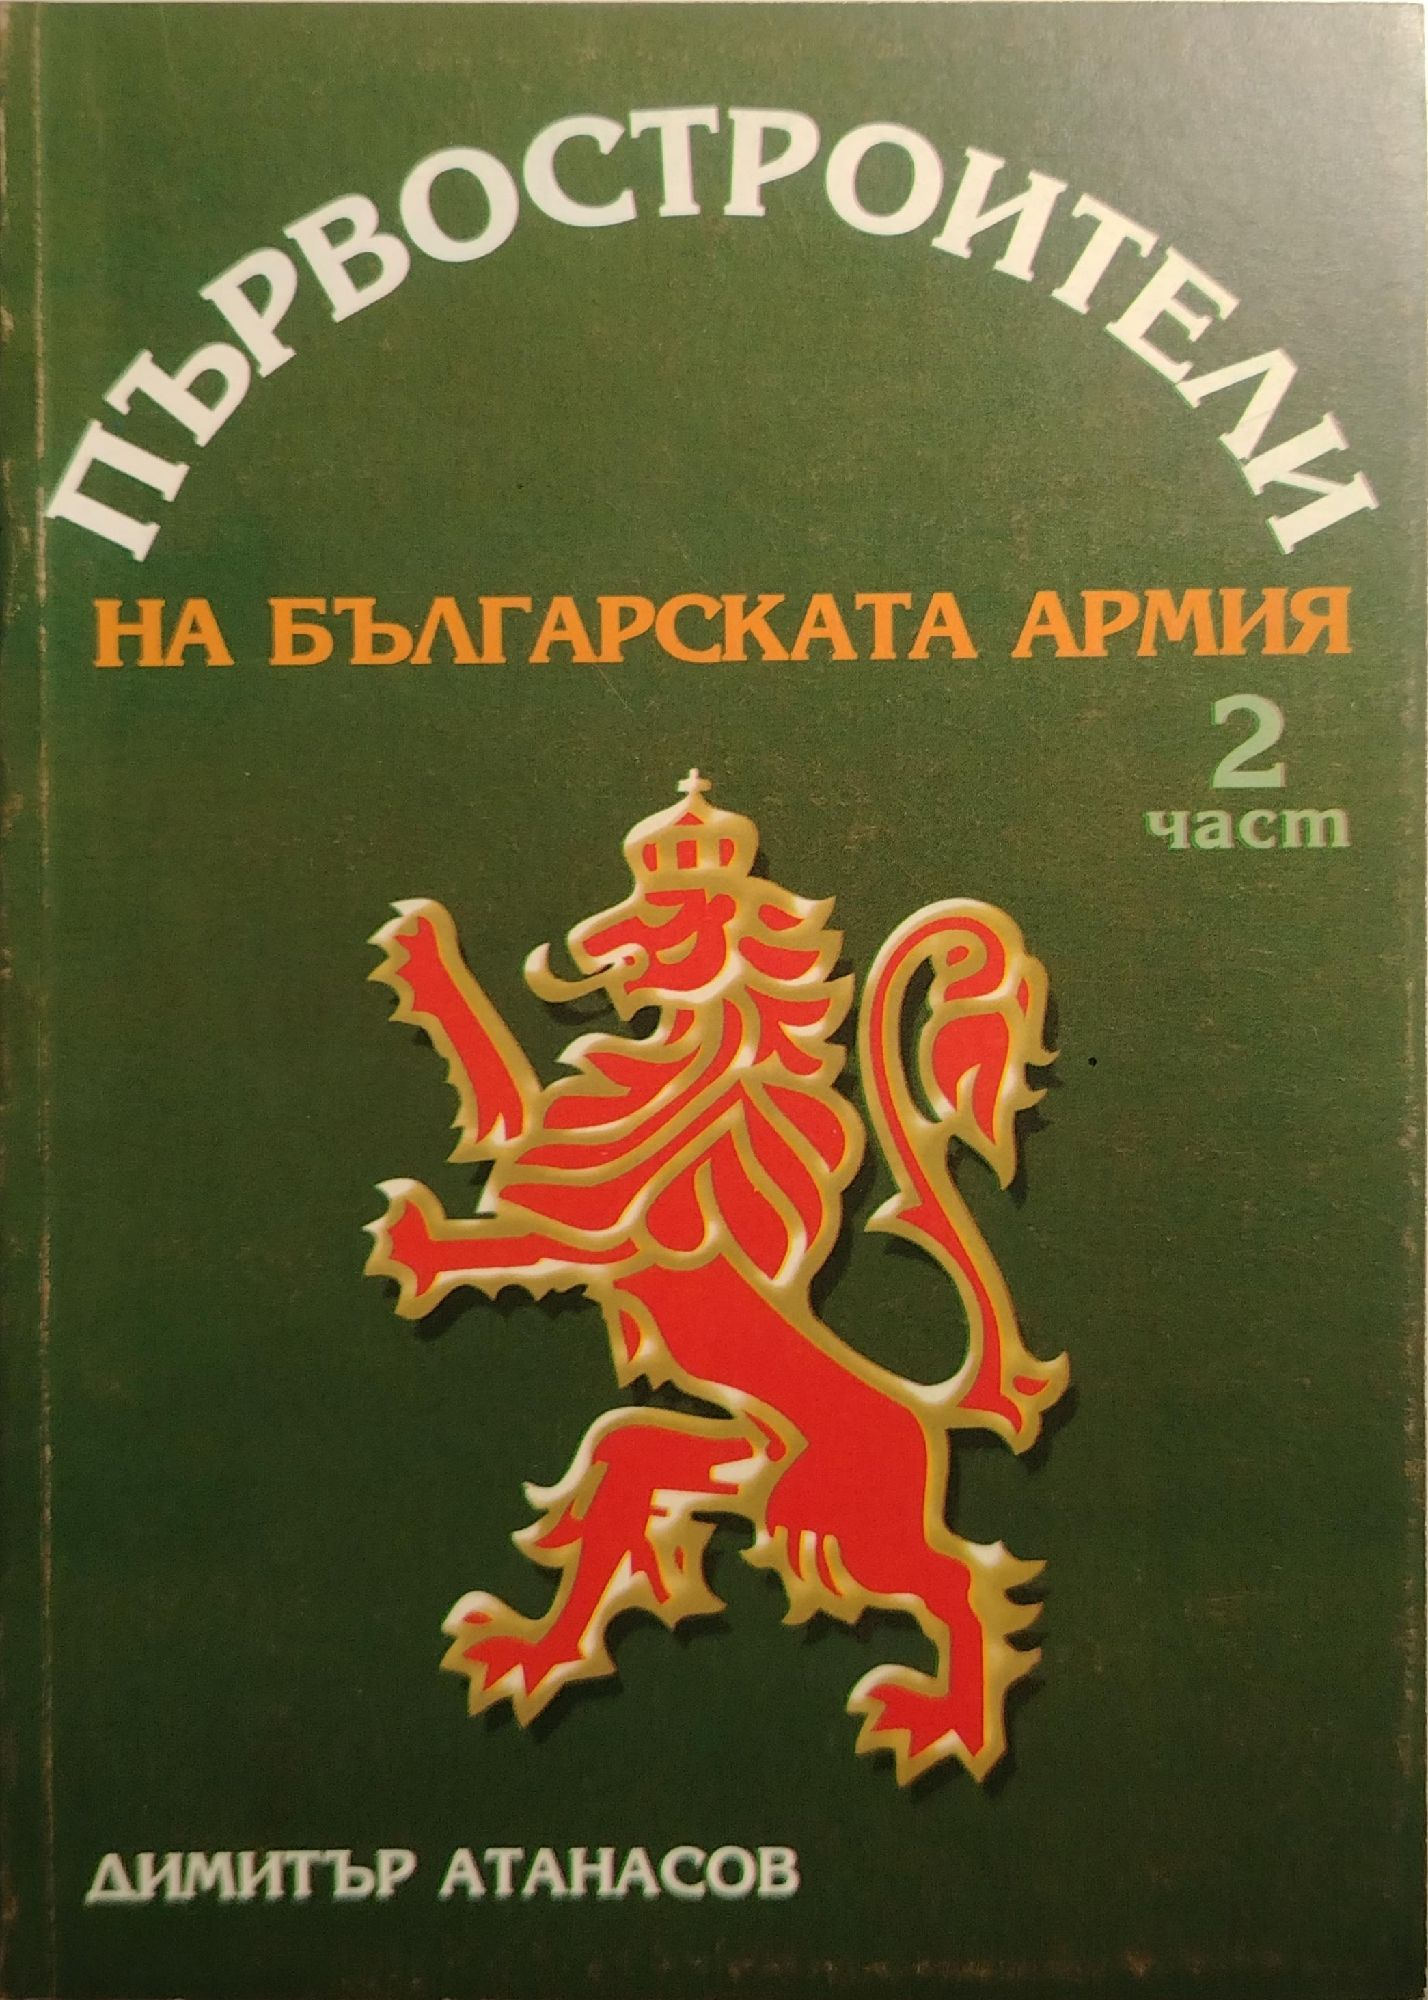 ПЪРВОСТРОИТЕЛИ
НА БЪЛГАРСКАТА АРМИЯ
2
част
ДИМИТЪР АТАНАСОВ